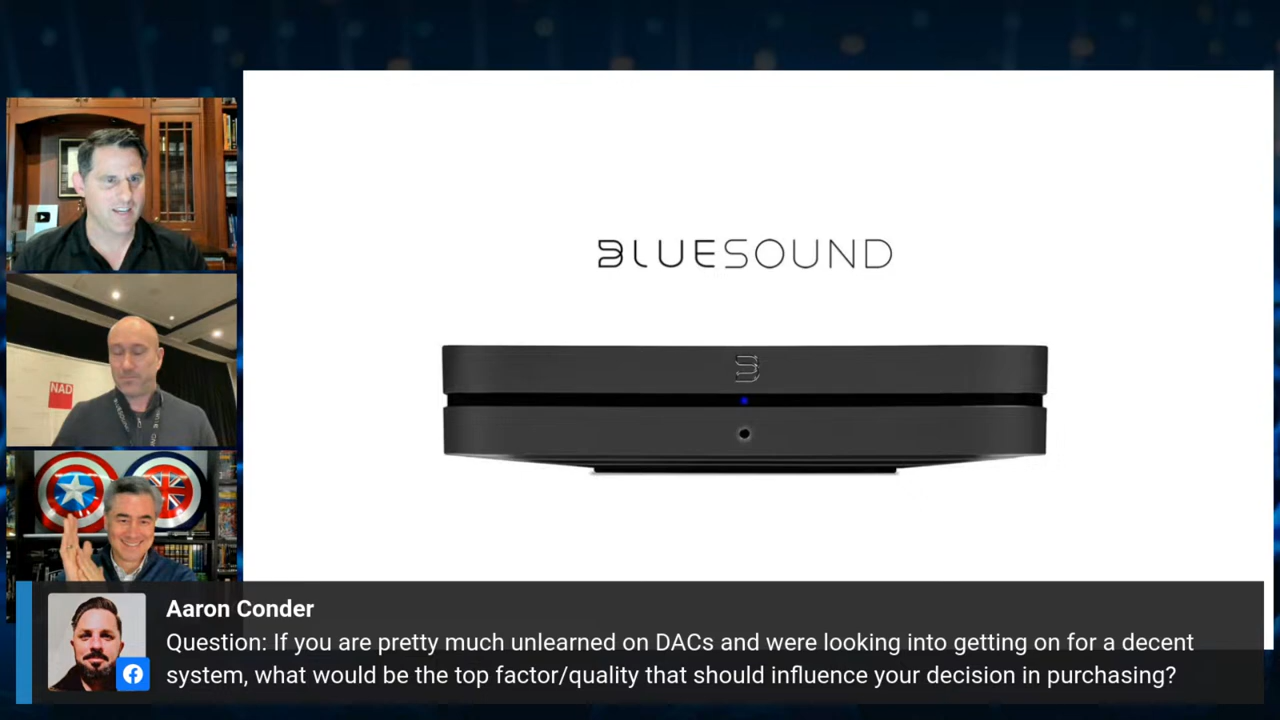 BLUESOUND
NAD
BLUESOUND
Aaron Conder
Question: If you are pretty much unlearned on DACs and were looking into getting on for a decent
system, what would be the top factor/quality that should influence your decision in purchasing?